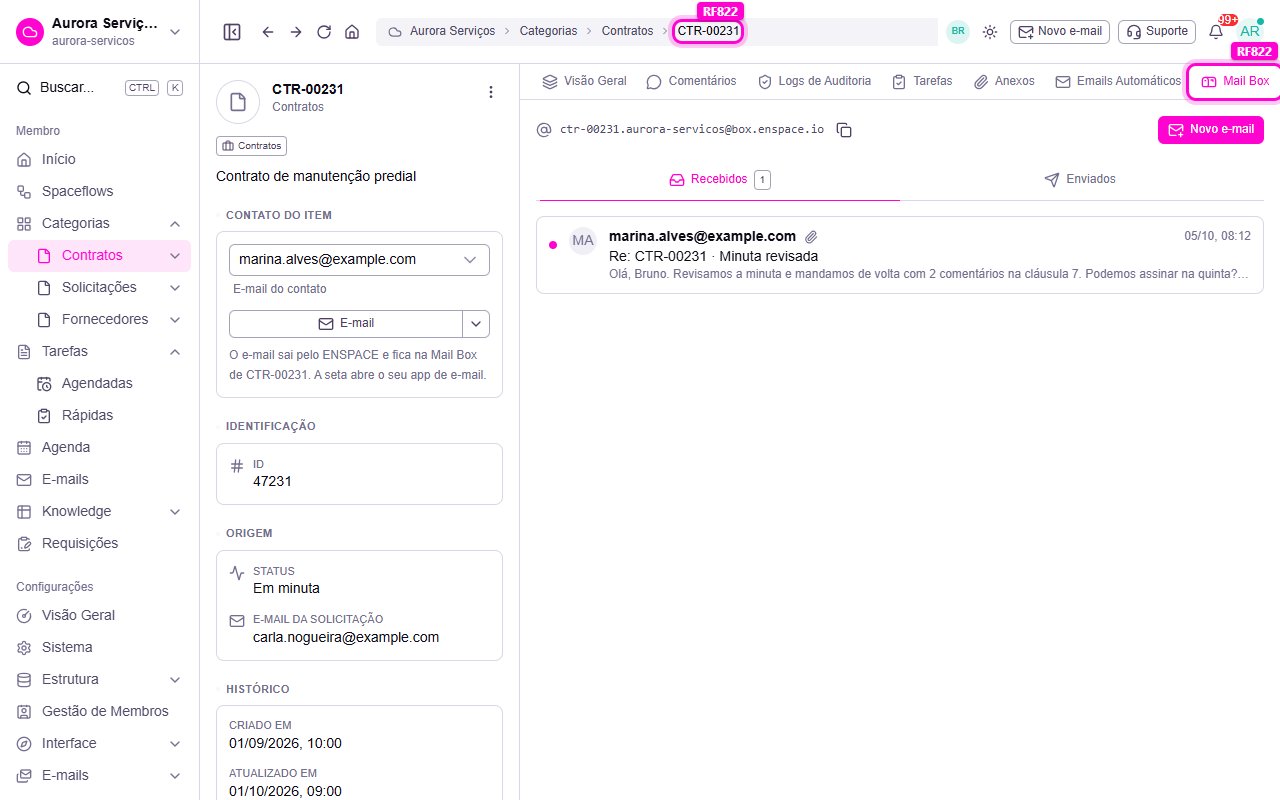 Aurora Serviç...
aurora-servicos
Buscar...
CTRL
K
Membro
Início
Spaceflows
Categorias
Contratos
Solicitações
Fornecedores
Tarefas
Agendadas
Rápidas
Agenda
E-mails
Knowledge
Requisições
Configurações
Visão Geral
Sistema
Estrutura
Gestão de Membros
Interface
E-mails
Aurora Serviços
Categorias
Contratos
RF822
CTR-00231
BR
Novo e-mail
Suporte
99+
AR
CTR-00231
Contratos
Contratos
Contrato de manutenção predial
CONTATO DO ITEM
marina.alves@example.com
E-mail do contato
E-mail
O e-mail sai pelo ENSPACE e fica na Mail Box
de CTR-00231. A seta abre o seu app de e-mail.
IDENTIFICAÇÃO
ID
47231
ORIGEM
STATUS
Em minuta
E-MAIL DA SOLICITAÇÃO
carla.nogueira@example.com
HISTÓRICO
CRIADO EM
01/09/2026, 10:00
ATUALIZADO EM
01/10/2026, 09:00
Visão Geral
Comentários
Logs de Auditoria
Tarefas
Anexos
Emails Automáticos
RF822
Mail Box
ctr-00231.aurora-servicos@box.enspace.io
Novo e-mail
Recebidos
1
Enviados
MA
marina.alves@example.com
05/10, 08:12
Re: CTR-00231 · Minuta revisada
Olá, Bruno. Revisamos a minuta e mandamos de volta com 2 comentários na cláusula 7. Podemos assinar na quinta?...